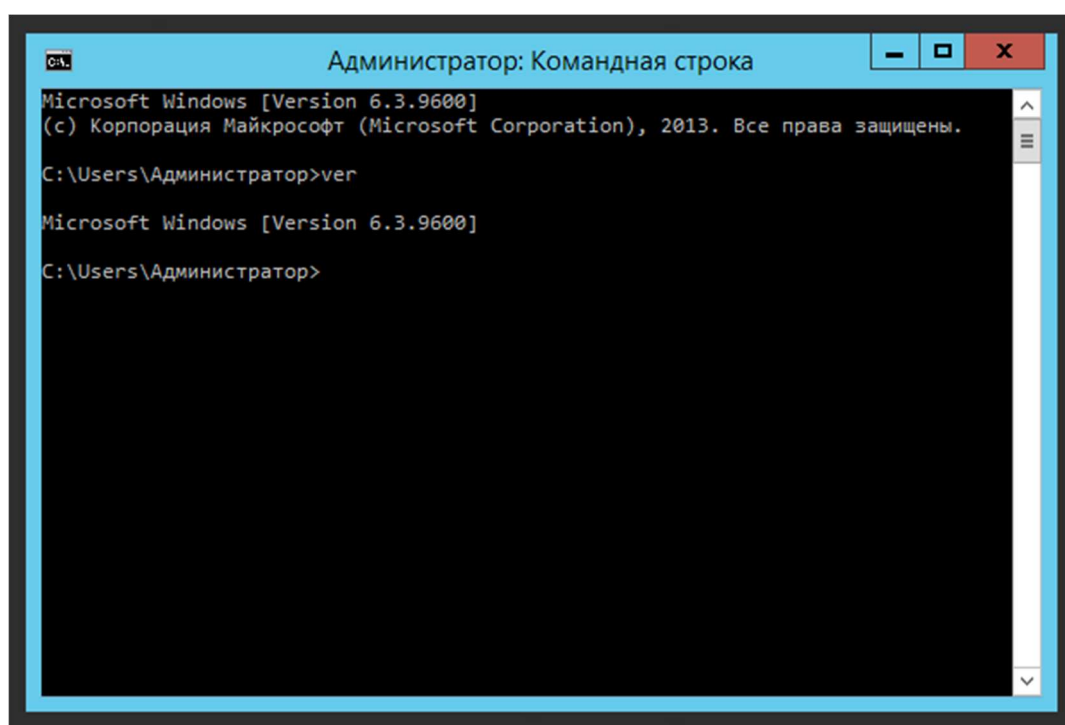 C:\.
Администратор: Командная строка
Microsoft Windows [Version 6.3.9600]
(c) Корпорация Майкрософт (Microsoft Corporation), 2013. Все права защищены.
C:\Users\Администратор>ver
Microsoft Windows [Version 6.3.9600]
C:\Users\Администратор>